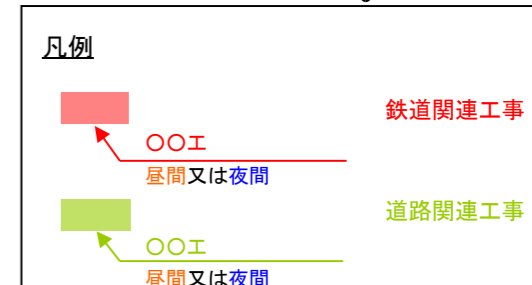 凡例
鉄道関連工事
〇〇工
昼間又は夜間
道路関連工事
〇〇工
昼間又は夜間